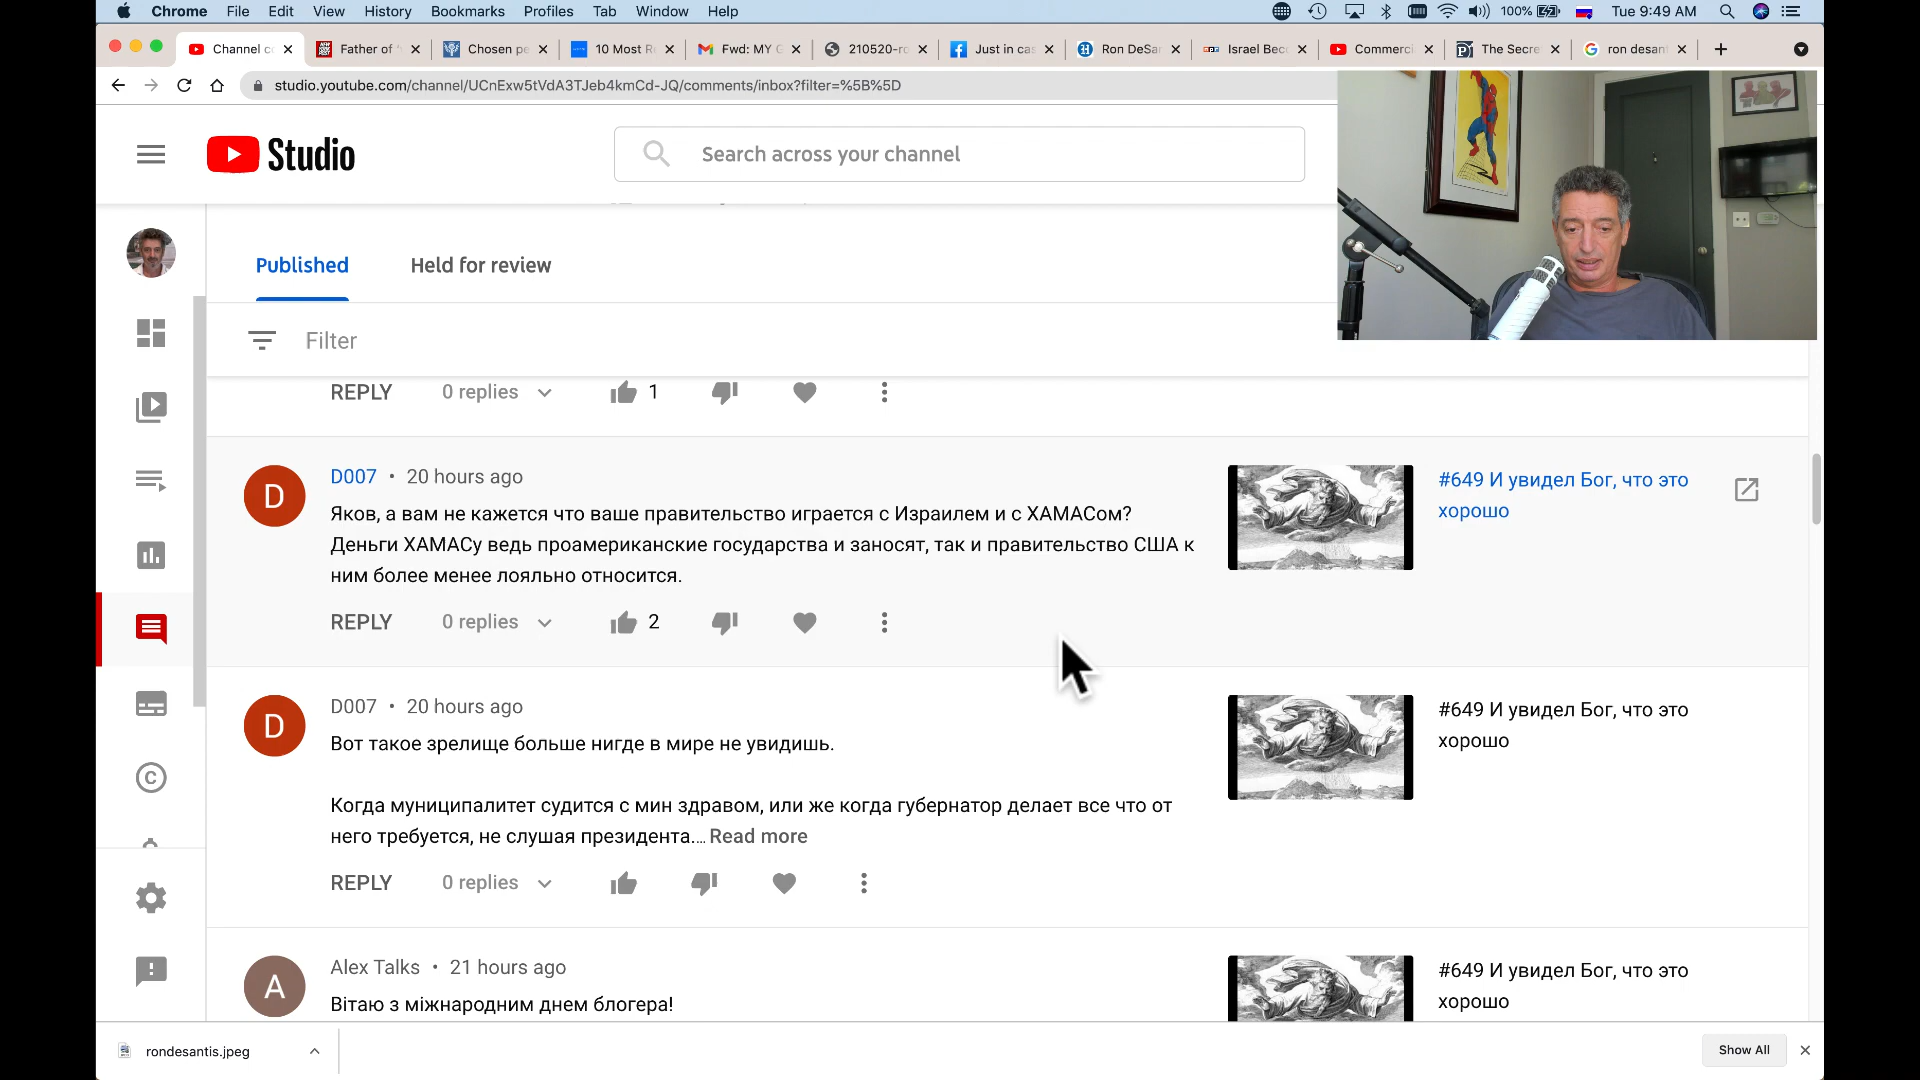 Chrome File Edit View History Bookmarks Profiles Tab Window Help 100% Tue 9:49 AM
Channel c Father of Chosen pe 10 Most R Fwd: MY G 210520-ro Just in ca Ron DeSa Israel Bec Commerci The Secre ron desant
studio.youtube.com/channel/UCnExw5tVdA3TJeb4kmCd-JQ/comments/inbox?filter=%5B%5D
Studio
Search across your channel
Published Held for review
Filter
REPLY 0 replies 1
D D007 • 20 hours ago
Яков, а вам не кажется что ваше правительство играется с Израилем и с ХАМАСом?
Деньги ХАМАСу ведь проамериканские государства и заносят, так и правительство США к
ним более менее лояльно относится.
REPLY 0 replies 2
#649 И увидел Бог, что это
хорошо
D D007 • 20 hours ago
Вот такое зрелище больше нигде в мире не увидишь.
Когда муниципалитет судится с мин здравом, или же когда губернатор делает все что от
него требуется, не слушая президента... Read more
REPLY 0 replies
#649 И увидел Бог, что это
хорошо
A Alex Talks • 21 hours ago
Вітаю з міжнародним днем блогера!
#649 И увидел Бог, что это
хорошо
rondesantis.jpeg Show All